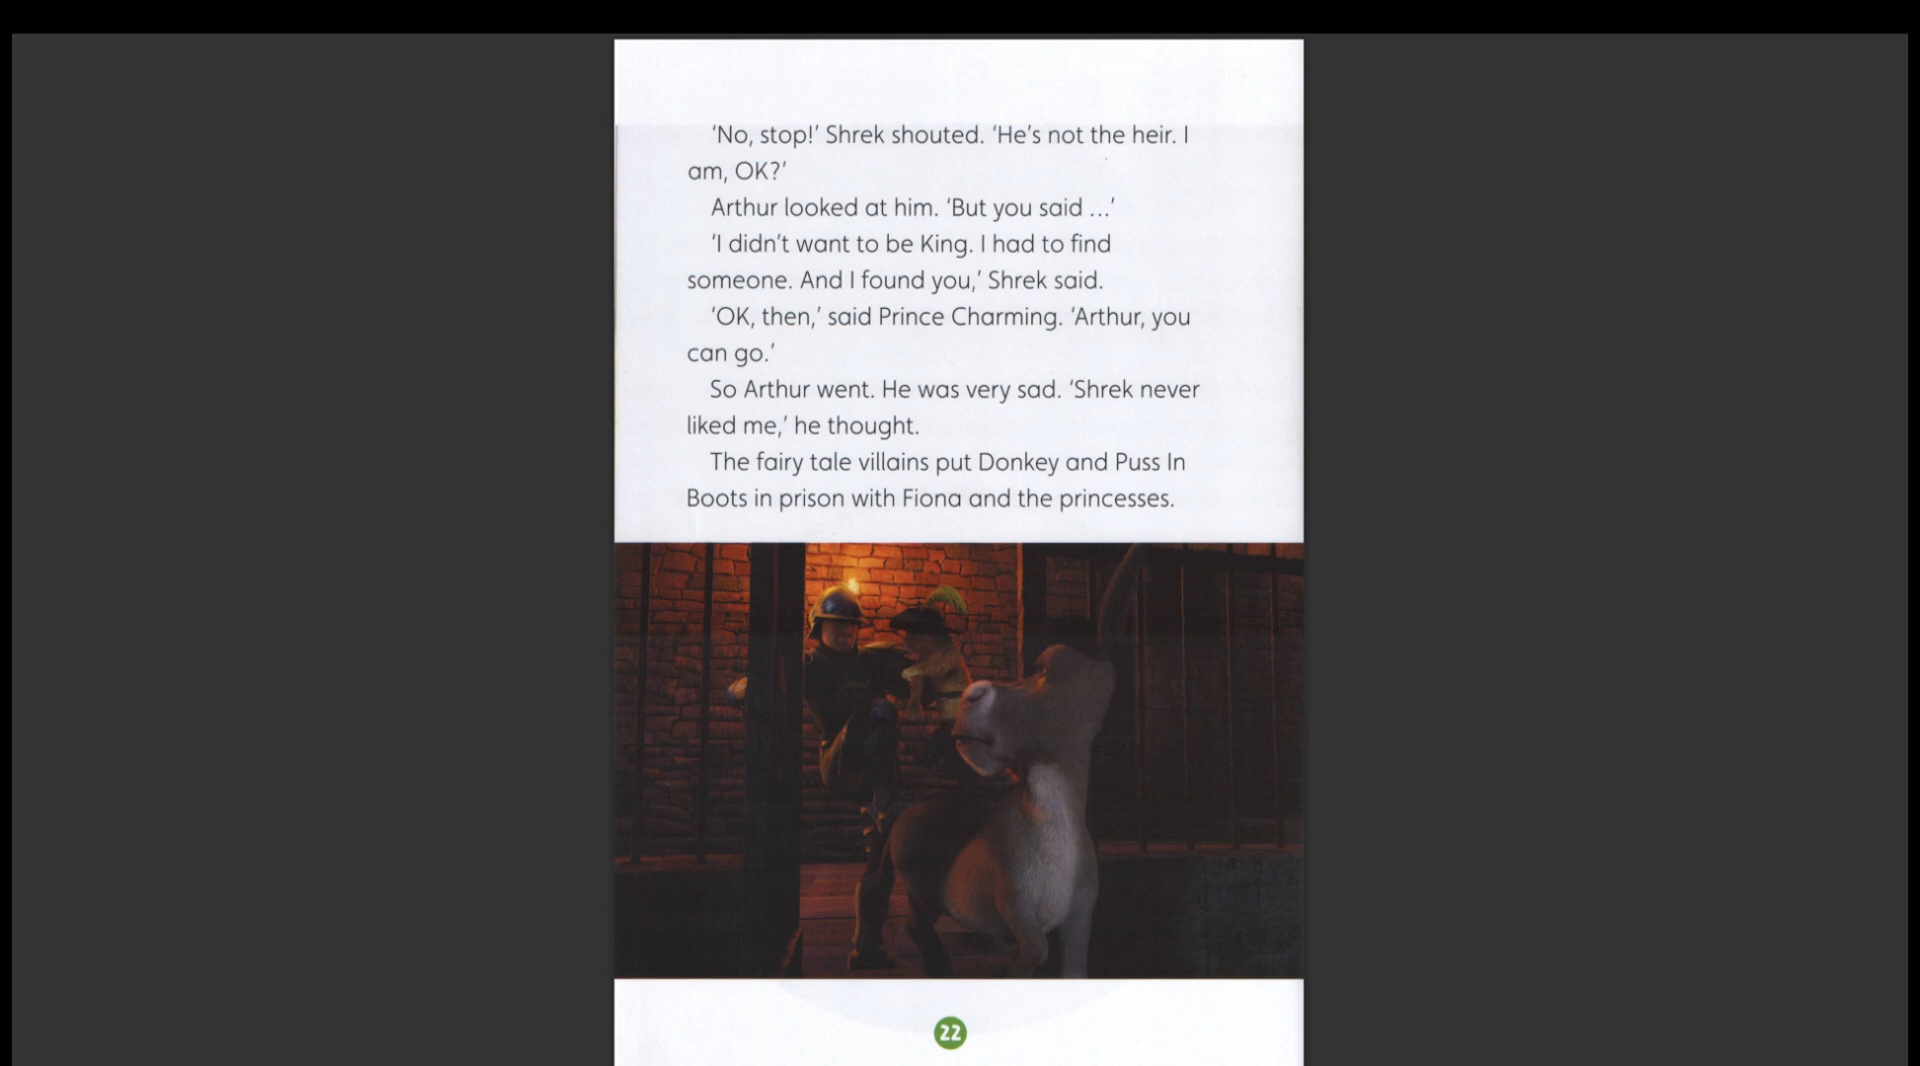 ‘No, stop!’ Shrek shouted. ‘He’s not the heir. I
am, OK?’
Arthur looked at him. ‘But you said ...’
‘I didn’t want to be King. I had to find
someone. And I found you,’ Shrek said.
‘OK, then,’ said Prince Charming. ‘Arthur, you
can go.’
So Arthur went. He was very sad. ‘Shrek never
liked me,’ he thought.
The fairy tale villains put Donkey and Puss In
Boots in prison with Fiona and the princesses.
22